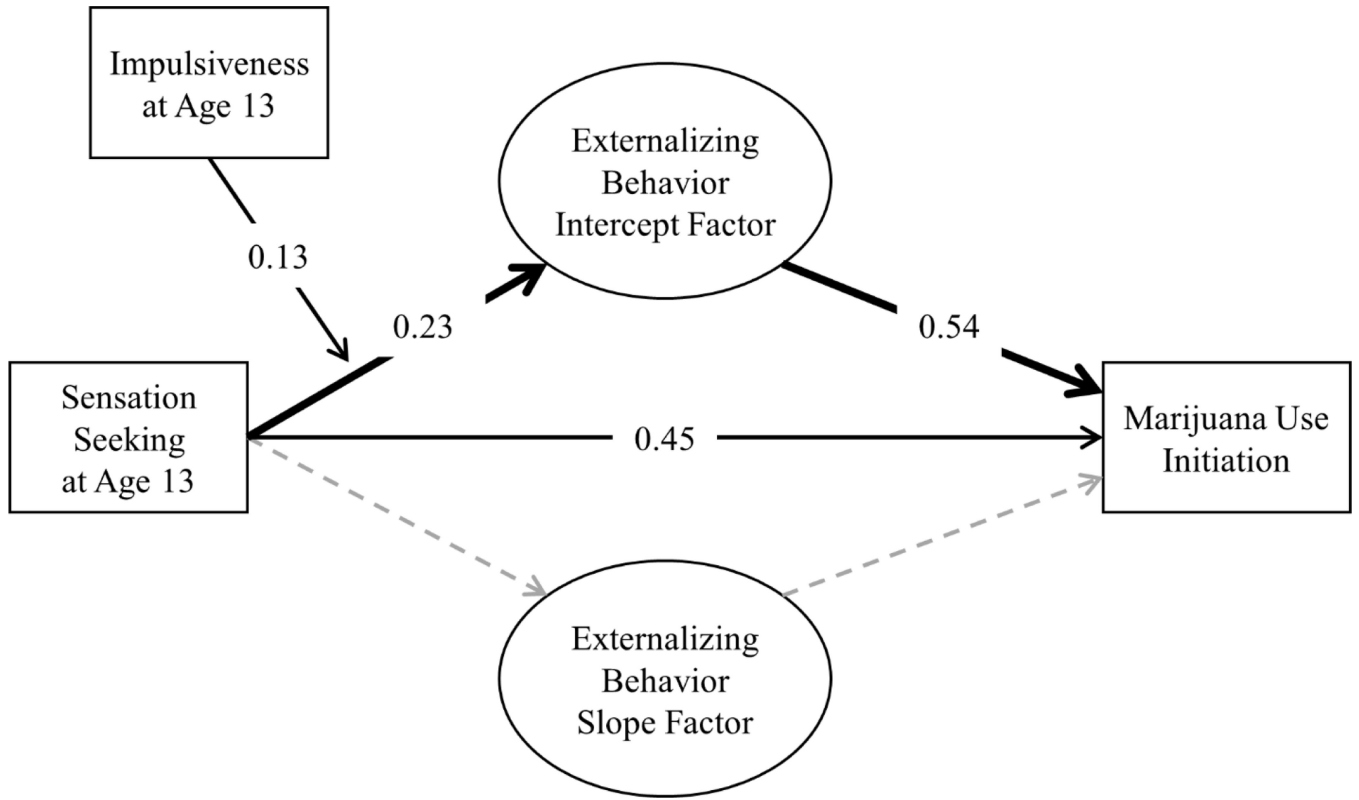 Impulsiveness
at Age 13
Externalizing
Behavior
Intercept Factor
0.13
0.23
0.54
Sensation
Seeking
at Age 13
0.45
Marijuana Use
Initiation
Externalizing
Behavior
Slope Factor